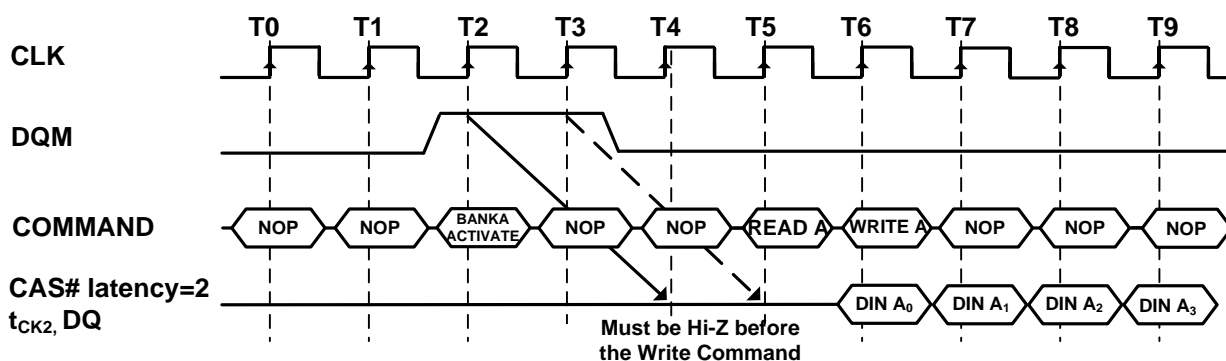 T0 T1 T2 T3 T4 T5 T6 T7 T8 T9
CLK
DQM
COMMAND NOP NOP BANKA ACTIVATE NOP NOP READ A WRITE A NOP NOP NOP
CAS# latency=2
tCK2, DQ DIN A0 DIN A1 DIN A2 DIN A3
Must be Hi-Z before
the Write Command